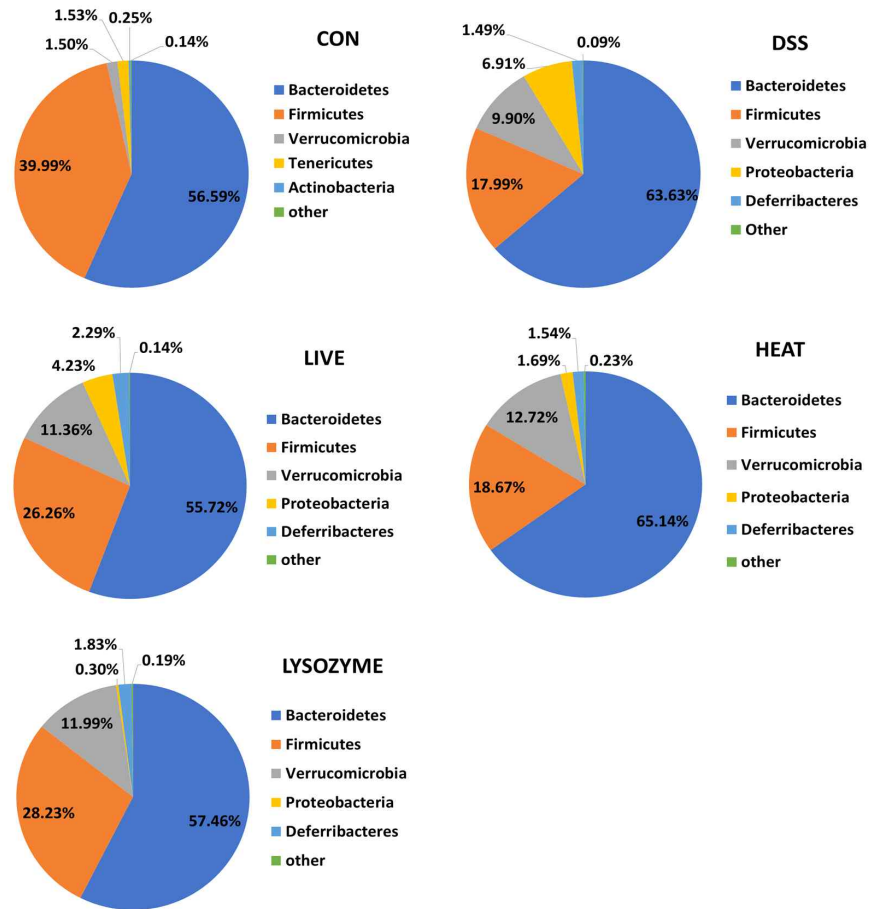 CON
1.53%
0.25%
1.50%
0.14%
39.99%
56.59%
Bacteroidetes
Firmicutes
Verrucomicrobia
Tenericutes
Actinobacteria
other
DSS
1.49%
0.09%
6.91%
9.90%
17.99%
63.63%
Bacteroidetes
Firmicutes
Verrucomicrobia
Proteobacteria
Deferribacteres
Other
LIVE
2.29%
0.14%
4.23%
11.36%
26.26%
55.72%
Bacteroidetes
Firmicutes
Verrucomicrobia
Proteobacteria
Deferribacteres
other
HEAT
1.54%
0.23%
1.69%
12.72%
18.67%
65.14%
Bacteroidetes
Firmicutes
Verrucomicrobia
Proteobacteria
Deferribacteres
other
LYSOZYME
1.83%
0.19%
0.30%
11.99%
28.23%
57.46%
Bacteroidetes
Firmicutes
Verrucomicrobia
Proteobacteria
Deferribacteres
other